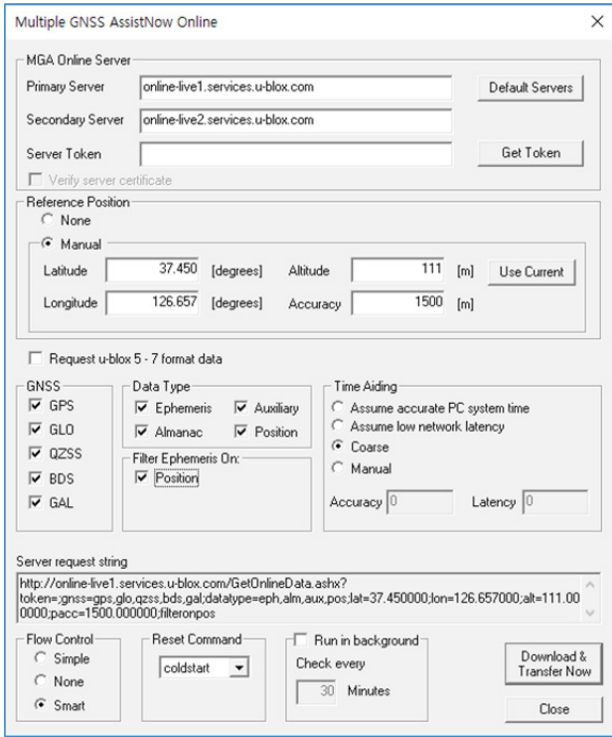 Multiple GNSS AssistNow Online
MGA Online Server
Primary Server online-live1.services.u-blox.com Default Servers
Secondary Server online-live2.services.u-blox.com
Server Token Get Token
Verify server certificate
Reference Position
None
Manual
Latitude 37.450 [degrees] Altitude 111 [m] Use Current
Longitude 126.657 [degrees] Accuracy 1500 [m]
Request u-blox 5 - 7 format data
GNSS Data Type Time Aiding
GPS Ephemeris Auxiliary Assume accurate PC system time
GLO Almanac Position Assume low network latency
QZSS Filter Ephemeris On: Coarse
BDS Position Manual
GAL Accuracy 0 Latency 0
Server request string
http://online-live1.services.u-blox.com/GetOnlineData.ashx?
token=;gnss=gps,glo,qzss,bds,gal;datatype=eph,alm,aux,pos;lat=37.450000;lon=126.657000;alt=111.00
0000;pacc=1500.000000;filteronpos
Flow Control Reset Command Run in background
Simple coldstart Check every Download &
None 30 Minutes Transfer Now
Smart Close